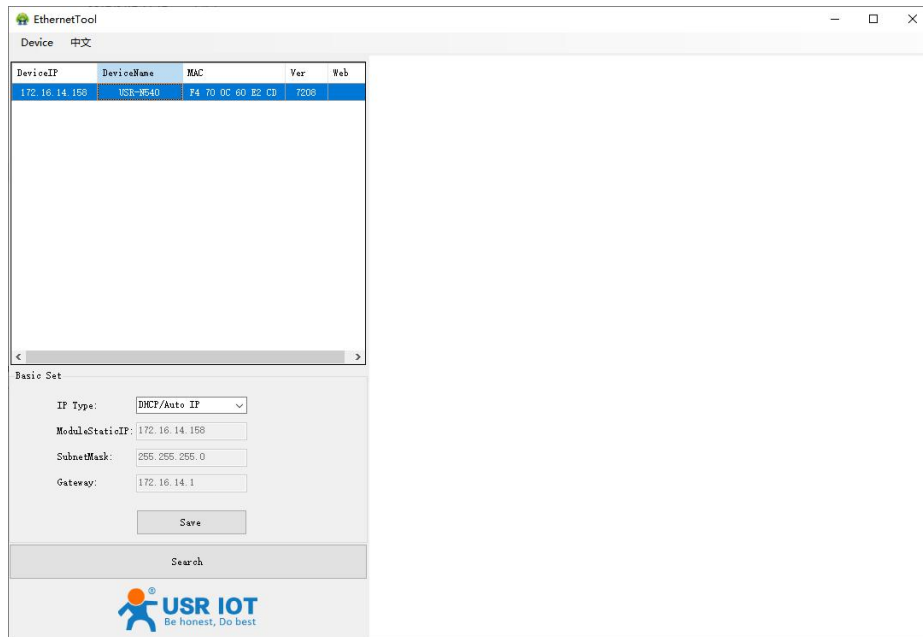 EthernetTool
Device 中文
DeviceIP DeviceName MAC Ver Web
172.16.14.158 USR-N540 F4 70 0C 60 E2 CD 7208
Basic Set
IP Type: DHCP/Auto IP
ModuleStaticIP: 172.16.14.158
SubnetMask: 255.255.255.0
Gateway: 172.16.14.1
Save
Search
USR IOT ®
Be honest, Do best